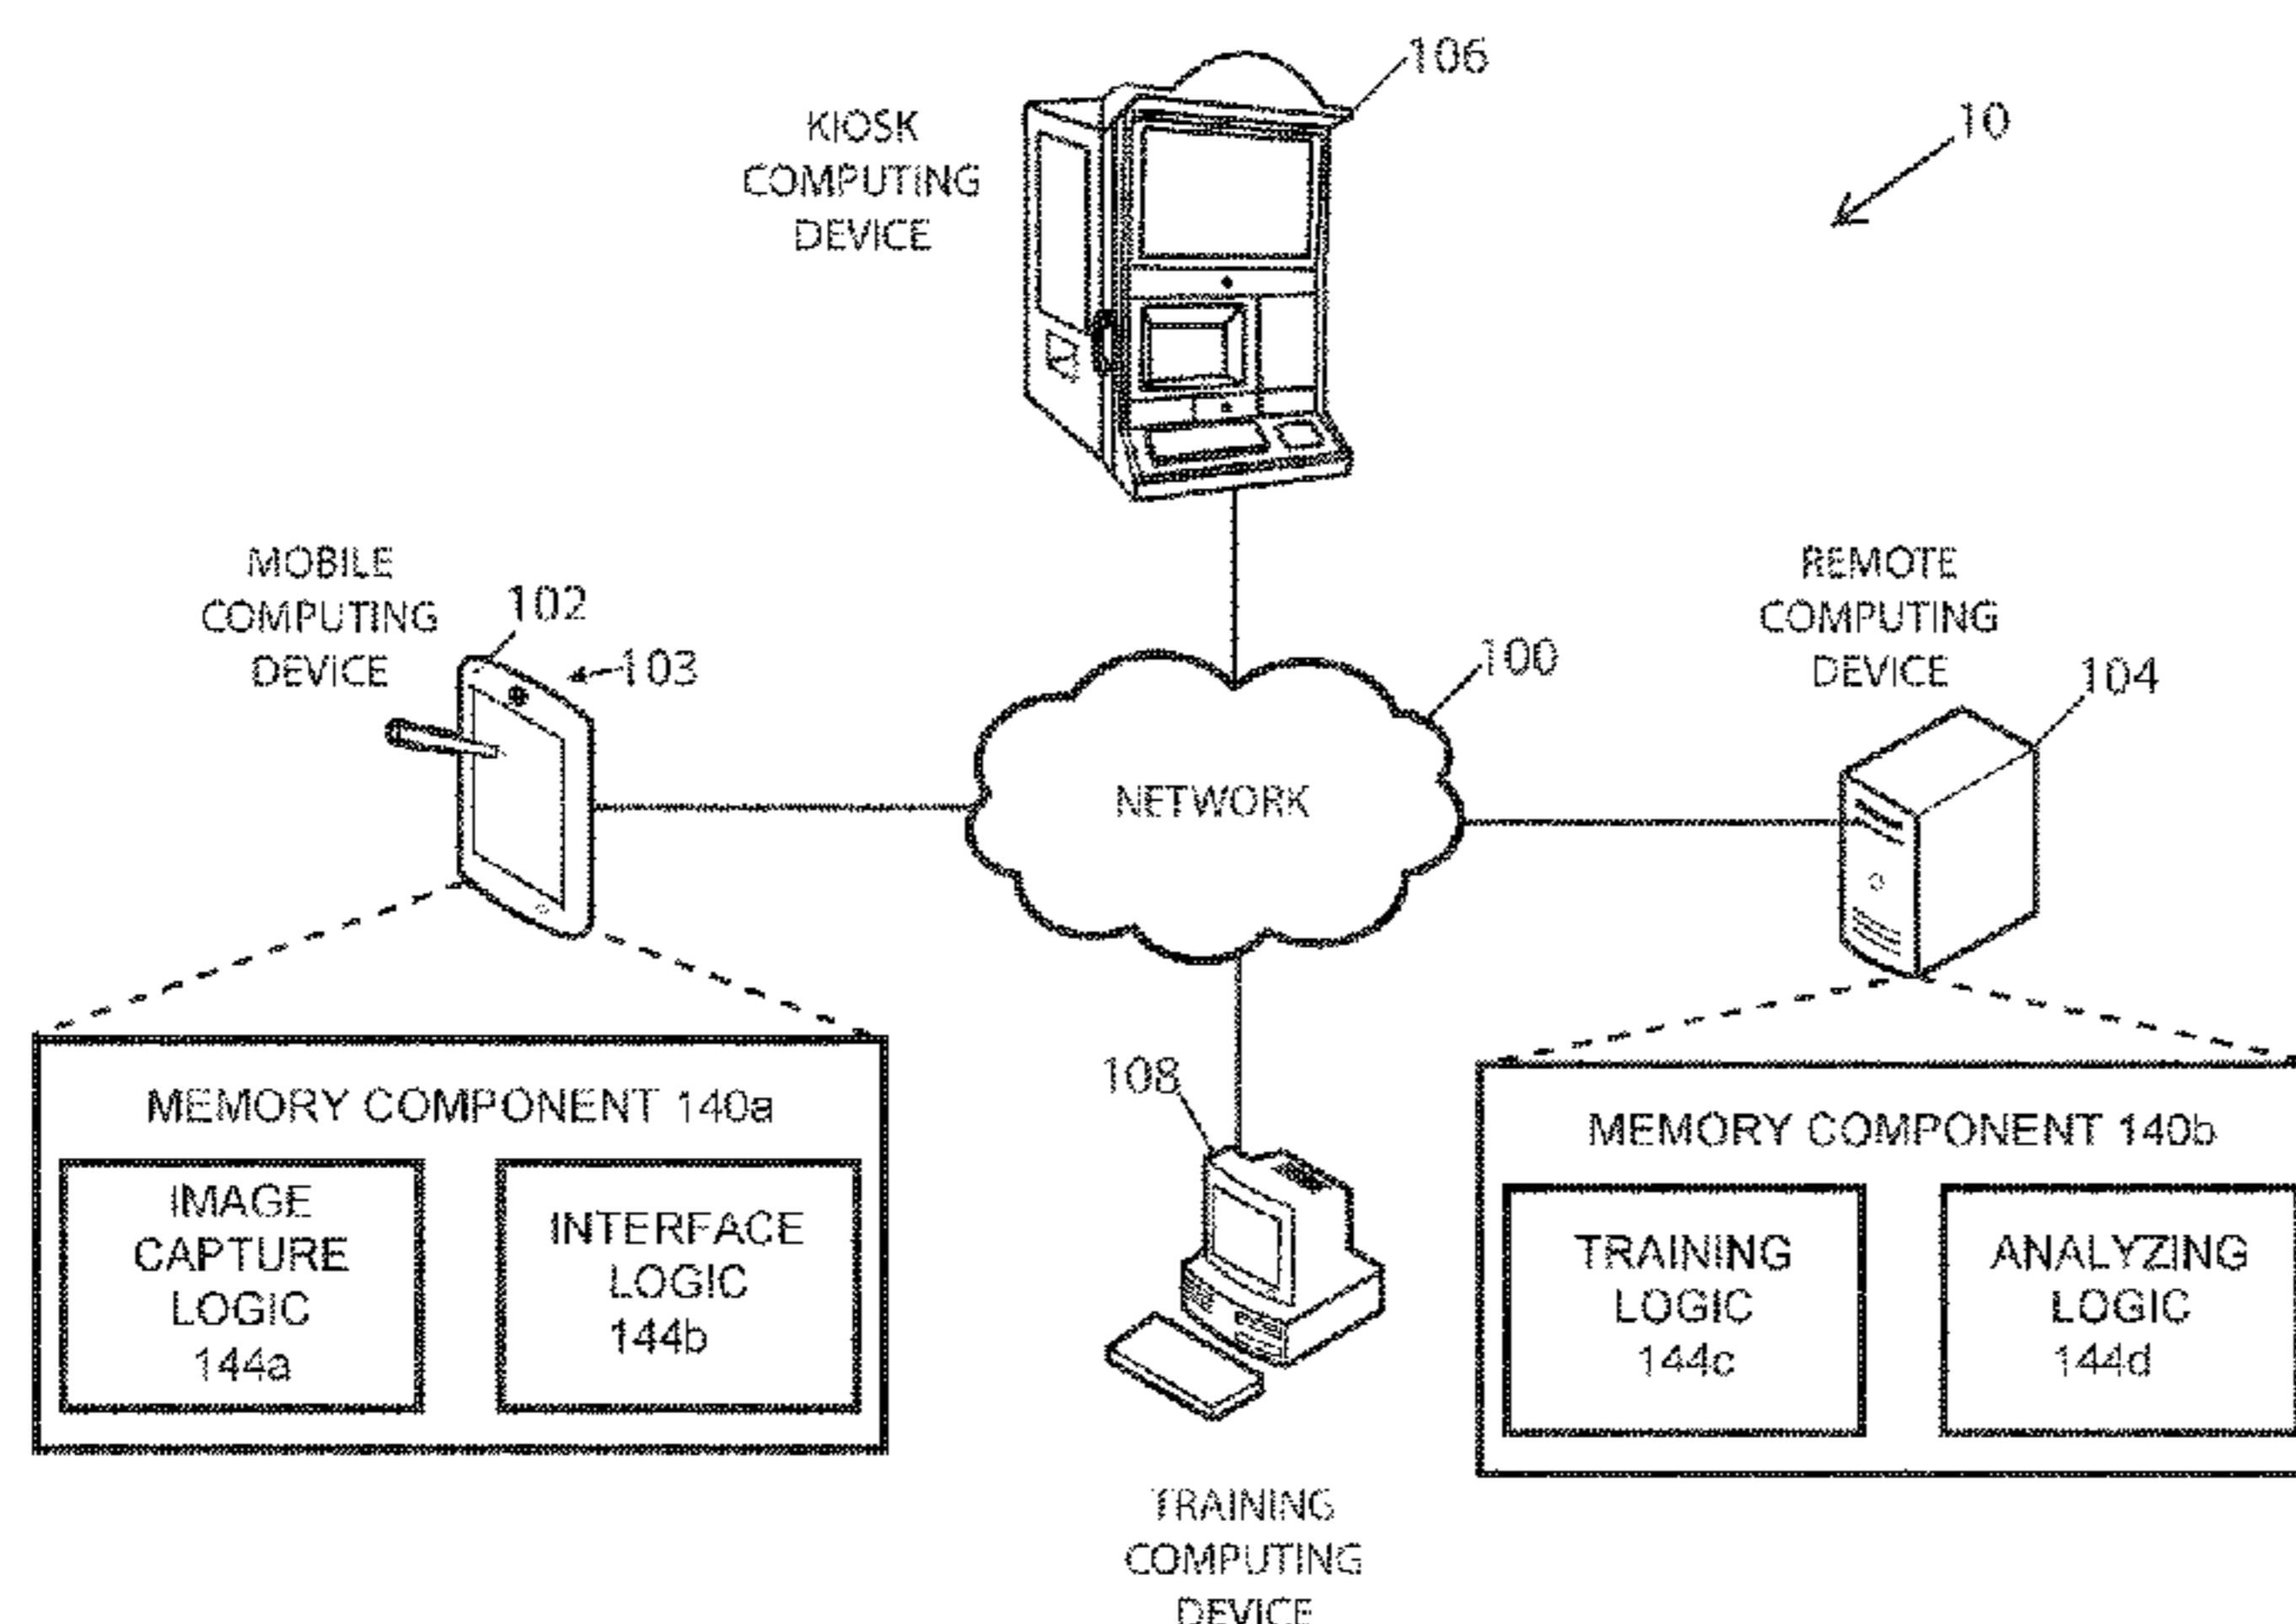 106
10
KIOSK
COMPUTING
DEVICE
MOBILE
COMPUTING
DEVICE
102
103
100
REMOTE
COMPUTING
DEVICE
104
NETWORK
MEMORY COMPONENT 140a
IMAGE
CAPTURE
LOGIC
144a
INTERFACE
LOGIC
144b
108
MEMORY COMPONENT 140b
TRAINING
LOGIC
144c
ANALYZING
LOGIC
144d
TRAINING
COMPUTING
DEVICE